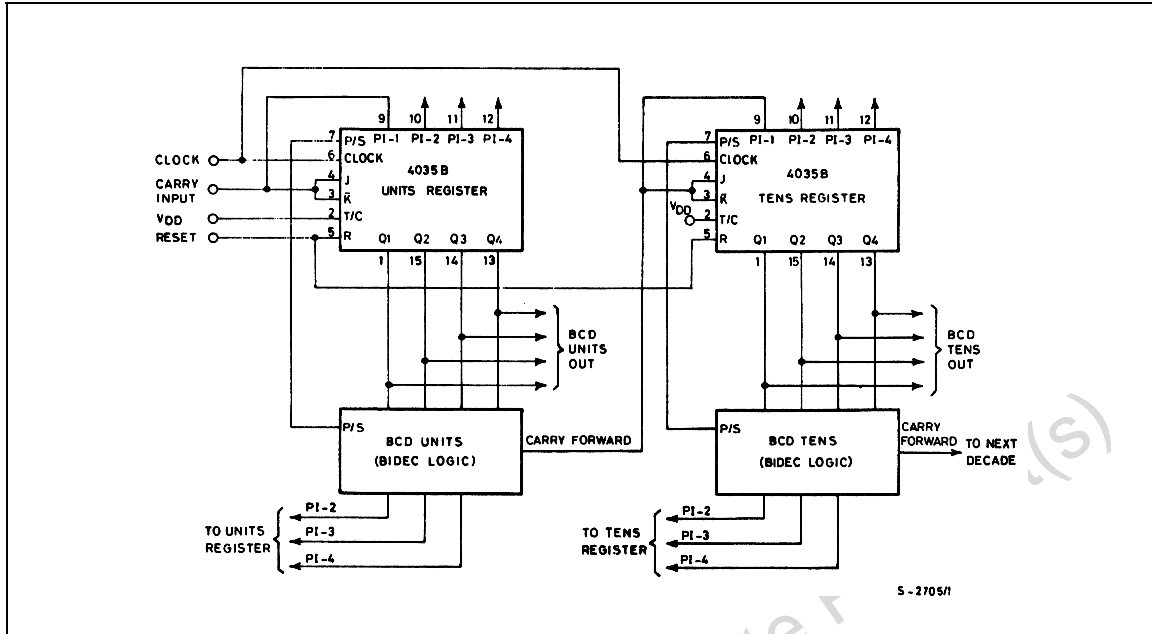 9 10 11 12
7 P/S PI-1 PI-2 PI-3 PI-4
CLOCK 6 CLOCK
4035B
CARRY INPUT 4 J UNITS REGISTER
3 K̄
VDD 2 T/C
RESET 5 R Q1 Q2 Q3 Q4
1 15 14 13
9 10 11 12
7 P/S PI-1 PI-2 PI-3 PI-4
6 CLOCK
4035B
4 J TENS REGISTER
3 K̄
VDD 2 T/C
5 R Q1 Q2 Q3 Q4
1 15 14 13
BCD
UNITS
OUT
BCD
TENS
OUT
P/S
BCD UNITS
(BIDEC LOGIC)
CARRY FORWARD
P/S
BCD TENS
(BIDEC LOGIC)
CARRY
FORWARD
TO NEXT
DECADE
TO UNITS
REGISTER
PI-2
PI-3
PI-4
TO TENS
REGISTER
PI-2
PI-3
PI-4
S-2705/1
(s)